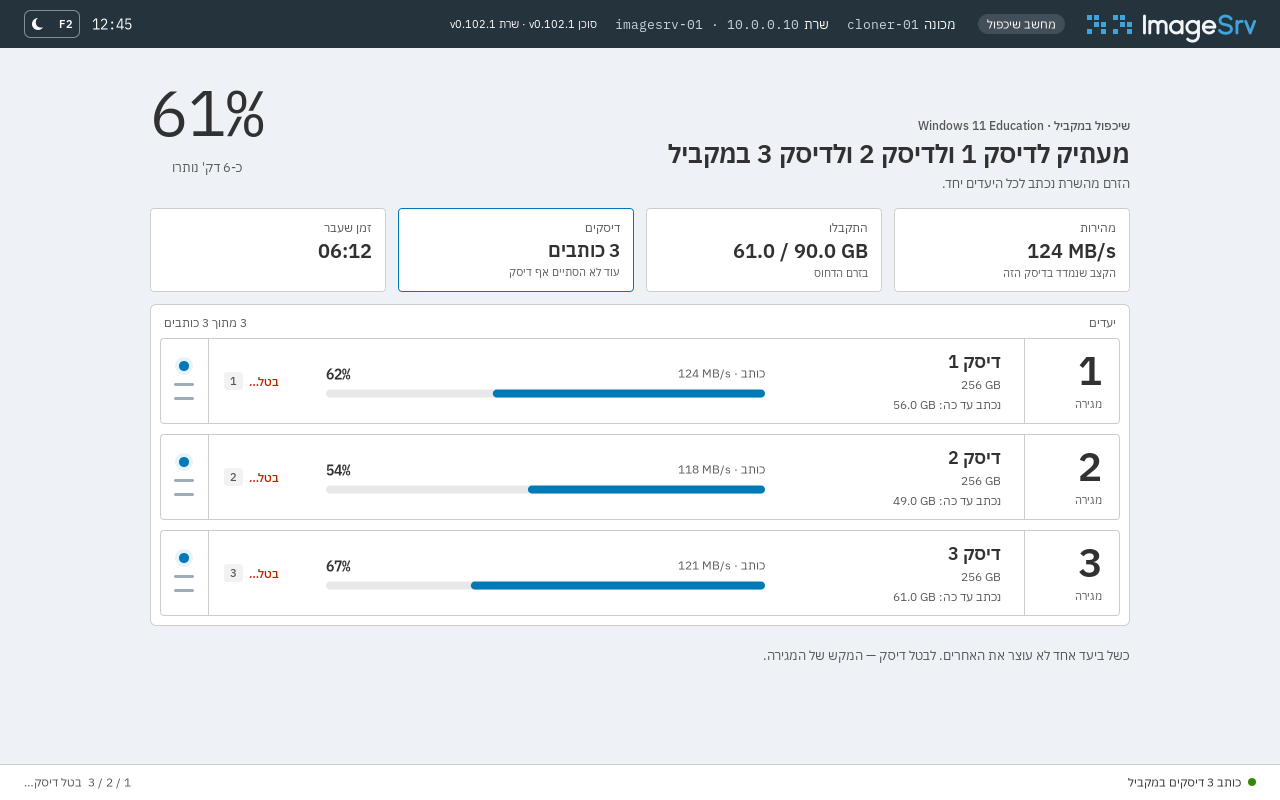 ImageSrv מחשב שיכפול מכונה cloner-01 שרת imagesrv-01 · 10.0.0.10 סוכן v0.102.1 · שרת v0.102.1 12:45 F2
שיכפול במקביל · Windows 11 Education
מעתיק לדיסק 1 ולדיסק 2 ולדיסק 3 במקביל
הזרם מהשרת נכתב לכל היעדים יחד.
61%
כ-6 דק' נותרו
מהירות
124 MB/s
הקצב שנמדד בדיסק הזה
התקבלו
61.0 / 90.0 GB
בזרם הדחוס
דיסקים
3 כותבים
עוד לא הסתיים אף דיסק
זמן שעבר
06:12
יעדים
3 מתוך 3 כותבים
1
מגירה
דיסק 1
256 GB
נכתב עד כה: 56.0 GB
כותב · 124 MB/s
62%
בטל... 1
2
מגירה
דיסק 2
256 GB
נכתב עד כה: 49.0 GB
כותב · 118 MB/s
54%
בטל... 2
3
מגירה
דיסק 3
256 GB
נכתב עד כה: 61.0 GB
כותב · 121 MB/s
67%
בטל... 3
כשל ביעד אחד לא עוצר את האחרים. לבטל דיסק — המקש של המגירה.
כותב 3 דיסקים במקביל
1 / 2 / 3 בטל דיסק...